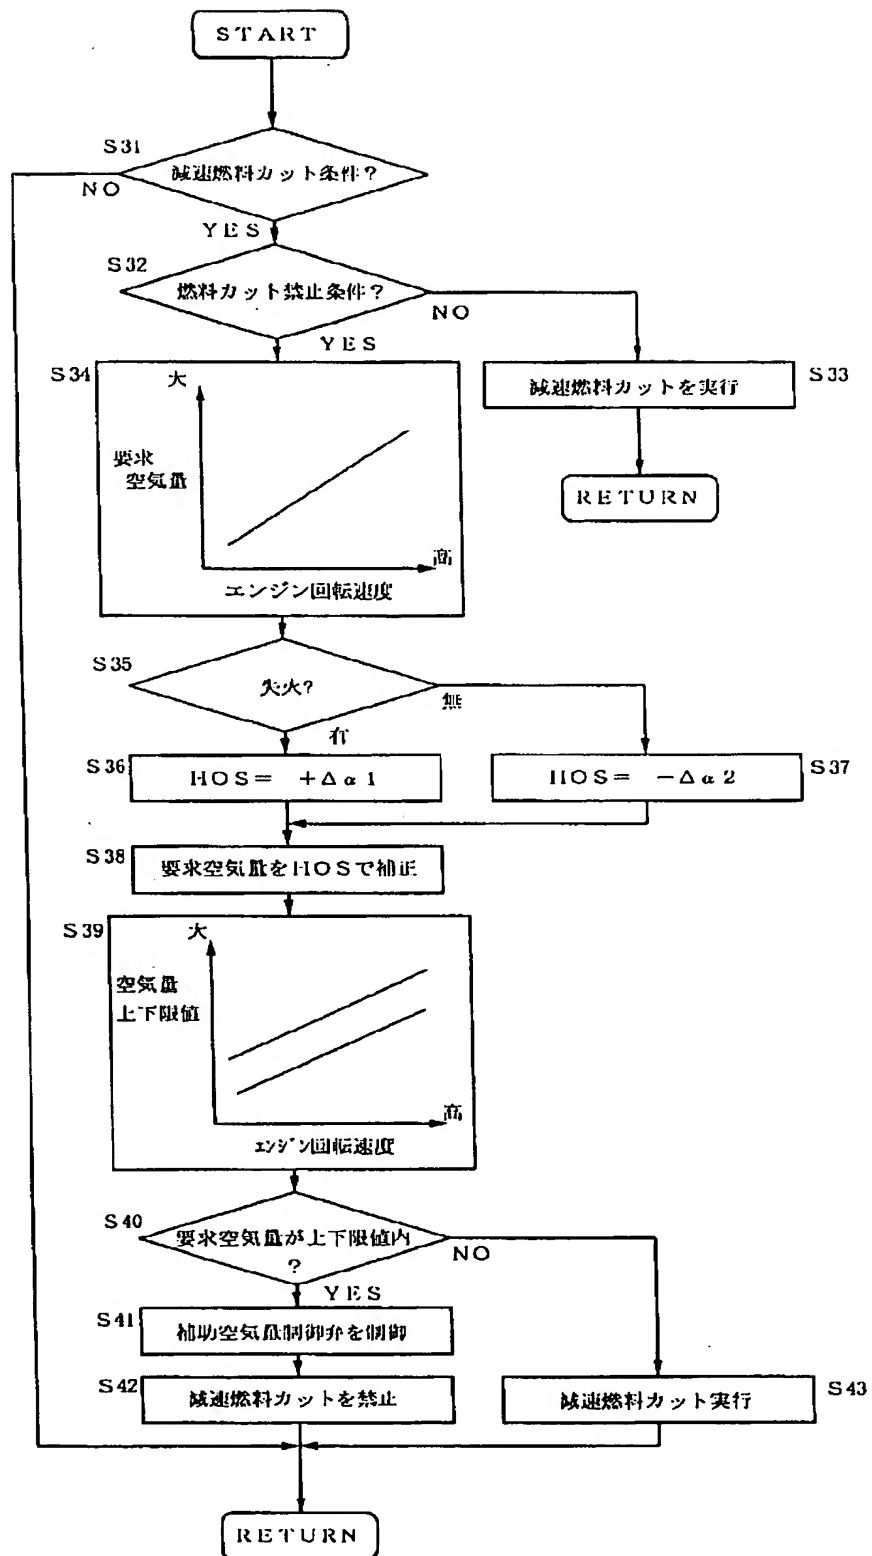 START
S31
減速燃料カット条件?
NO
YES
S32
燃料カット禁止条件?
NO
YES
S34
大
要求
空気量
高
エンジン回転速度
S33
減速燃料カットを実行
RETURN
S35
失火?
無
有
S36
HOS= +Δα1
HOS= -Δα2
S37
S38
要求空気量をHOSで補正
S39
大
空気量
上下限値
高
エンジン回転速度
S40
要求空気量が上下限値内
?
NO
YES
S41
補助空気量制御弁を制御
S42
減速燃料カットを禁止
減速燃料カット実行
S43
RETURN